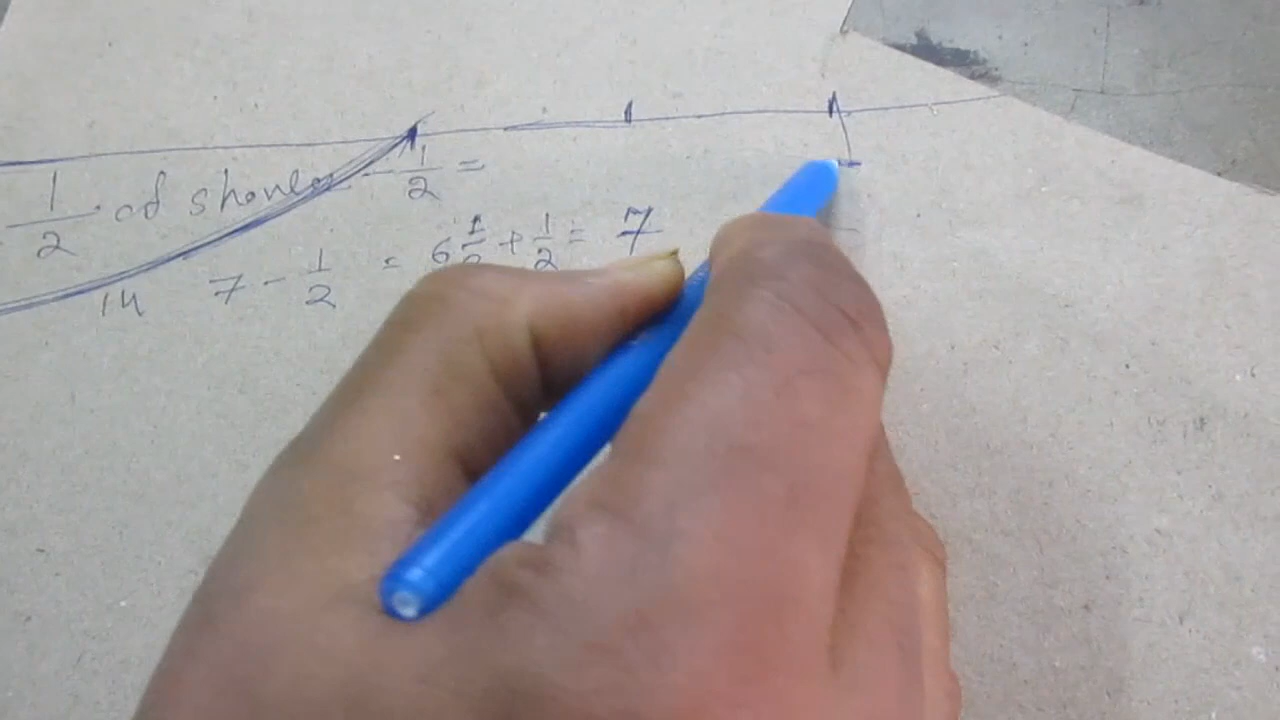 1/2 of shoulder - 1/2 =
14 7 - 1/2 = 6 1/2 + 1/2 = 7